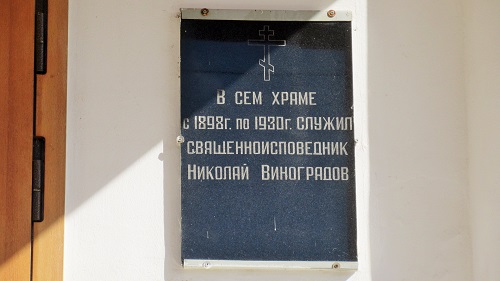 В СЕМ ХРАМЕ
с 1898г. по 1930г. СЛУЖИЛ
СВЯЩЕННОИСПОВЕДНИК
НИКОЛАЙ ВИНОГРАДОВ